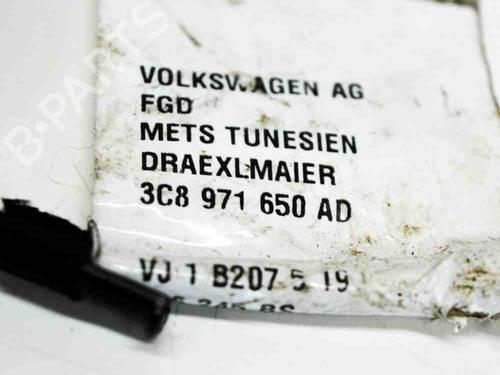 B-PARTS
VOLKSWAGEN AG
FGD
METS TUNESIEN
DRAEXLMAIER
3C8 971 650 AD
VJ 1 B207 5 19